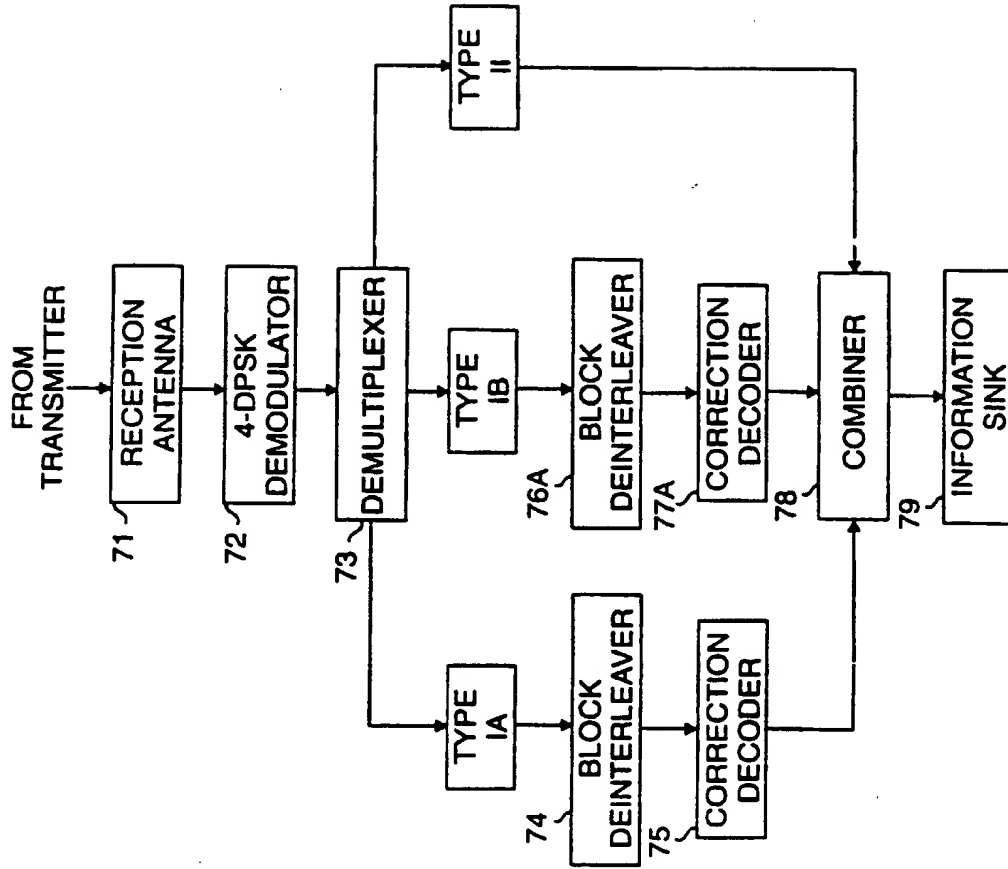 FROM
TRANSMITTER
RECEPTION
ANTENNA
71
4-DPSK
DEMODULATOR
72
DEMULTIPLEXER
73
TYPE
IA
TYPE
IB
TYPE
II
BLOCK
DEINTERLEAVER
74
BLOCK
DEINTERLEAVER
76A
CORRECTION
DECODER
75
CORRECTION
DECODER
77A
COMBINER
78
INFORMATION
SINK
79